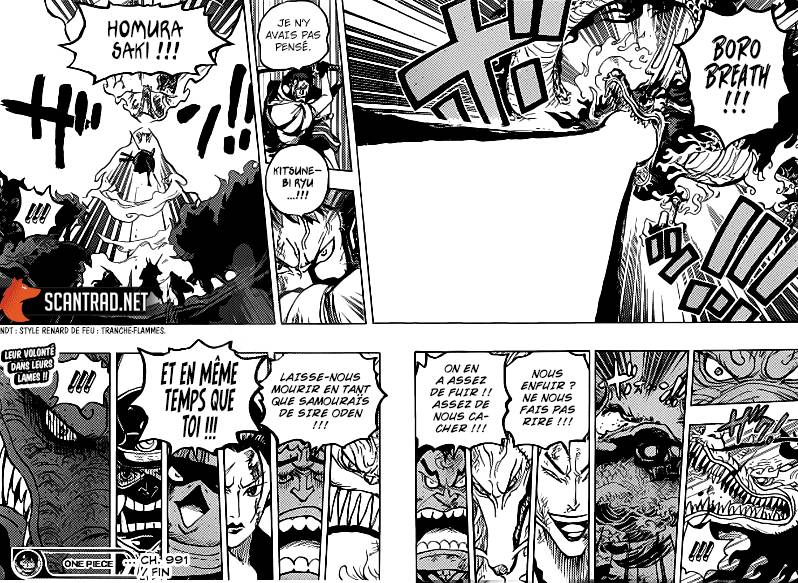 BORO
BREATH
!!!
JE N'Y
AVAIS PAS
PENSÉ.
KITSUNE-
BI RYU
...!!!
HOMURA
SAKI !!!
!!!
SCANTRAD.NET
NDT : STYLE RENARD DE FEU : TRANCHE-FLAMMES.
!!!
NOUS
ENFUIR ?
NE NOUS
FAIS PAS
RIRE !!!
ON EN
A ASSEZ
DE FUIR !!
ASSEZ DE
NOUS CA-
CHER !!!
LAISSE-NOUS
MOURIR EN TANT
QUE SAMOURAÏS
DE SIRE ODEN
!!!
ET EN MÊME
TEMPS QUE
TOI !!!
!!!
LEUR VOLONTÉ
DANS LEURS
LAMES !!
ONE PIECE
... CH. 991
/ FIN